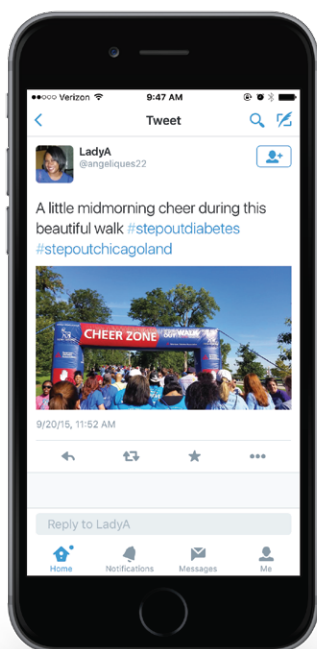 Verizon 9:47 AM
Tweet
LadyA
@angeliques22
A little midmorning cheer during this
beautiful walk #stepoutdiabetes
#stepoutchicagoland
CHEER ZONE
9/20/15, 11:52 AM
Reply to LadyA
Home Notifications Messages Me